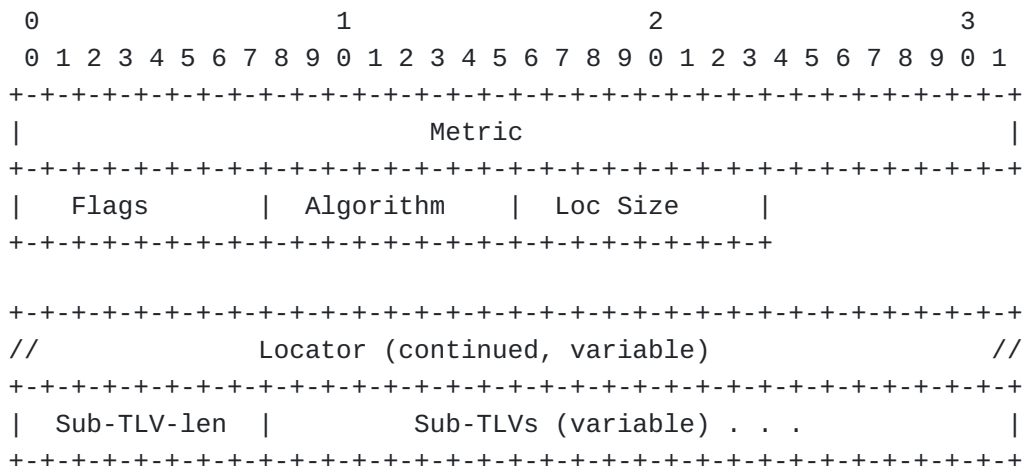 0                   1                   2                   3
 0 1 2 3 4 5 6 7 8 9 0 1 2 3 4 5 6 7 8 9 0 1 2 3 4 5 6 7 8 9 0 1
+-+-+-+-+-+-+-+-+-+-+-+-+-+-+-+-+-+-+-+-+-+-+-+-+-+-+-+-+-+-+-+-+
|                          Metric                               |
+-+-+-+-+-+-+-+-+-+-+-+-+-+-+-+-+-+-+-+-+-+-+-+-+-+-+-+-+-+-+-+-+
|   Flags       |  Algorithm    |  Loc Size     |
+-+-+-+-+-+-+-+-+-+-+-+-+-+-+-+-+-+-+-+-+-+-+-+-+

+-+-+-+-+-+-+-+-+-+-+-+-+-+-+-+-+-+-+-+-+-+-+-+-+-+-+-+-+-+-+-+-+
//              Locator (continued, variable)                  //
+-+-+-+-+-+-+-+-+-+-+-+-+-+-+-+-+-+-+-+-+-+-+-+-+-+-+-+-+-+-+-+-+
|  Sub-TLV-len  |         Sub-TLVs (variable) . . .             |
+-+-+-+-+-+-+-+-+-+-+-+-+-+-+-+-+-+-+-+-+-+-+-+-+-+-+-+-+-+-+-+-+